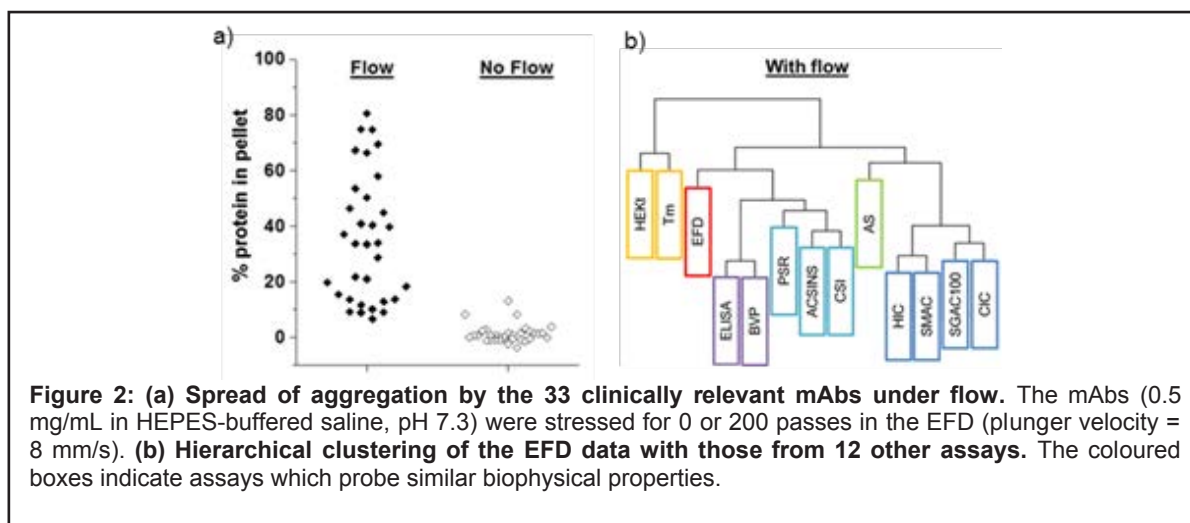 a)
b)
100
80
60
40
20
0
% protein in pellet
Flow
No Flow
With flow
HEKt
Tm
EFD
ELISA
BVP
PSR
ACSINS
CSI
AS
HIC
SMAC
SGAC100
CIC
Figure 2: (a) Spread of aggregation by the 33 clinically relevant mAbs under flow. The mAbs (0.5
mg/mL in HEPES-buffered saline, pH 7.3) were stressed for 0 or 200 passes in the EFD (plunger velocity =
8 mm/s). (b) Hierarchical clustering of the EFD data with those from 12 other assays. The coloured
boxes indicate assays which probe similar biophysical properties.